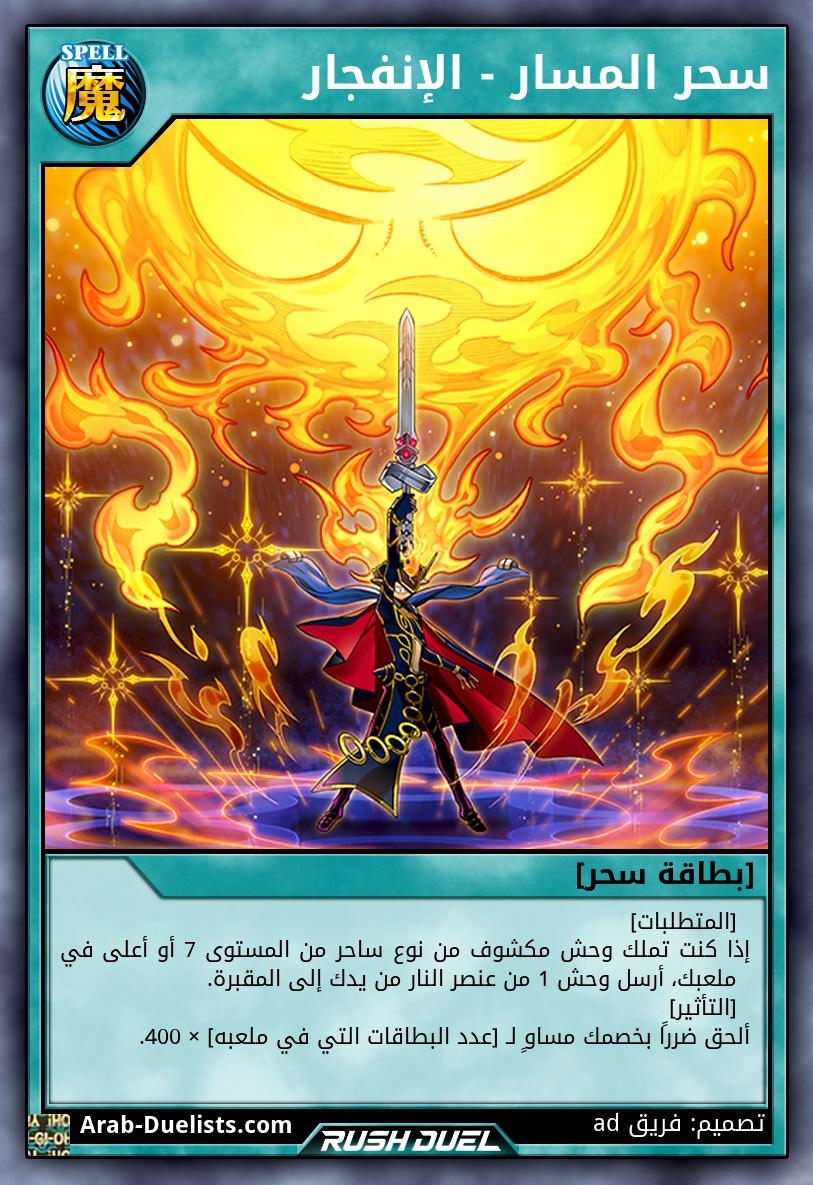 سحر المسار - الإنفجار
SPELL
魔
[بطاقة سحر]
[المتطلبات]
إذا كنت تملك وحش مكشوف من نوع ساحر من المستوى 7 أو أعلى في
ملعبك، أرسل وحش 1 من عنصر النار من يدك إلى المقبرة.
[التأثير]
ألحق ضرراً بخصمك مساوٍ لـ [عدد البطاقات التي في ملعبه] × 400.
تصميم: فريق ad
Arab-Duelists.com
RUSH DUEL